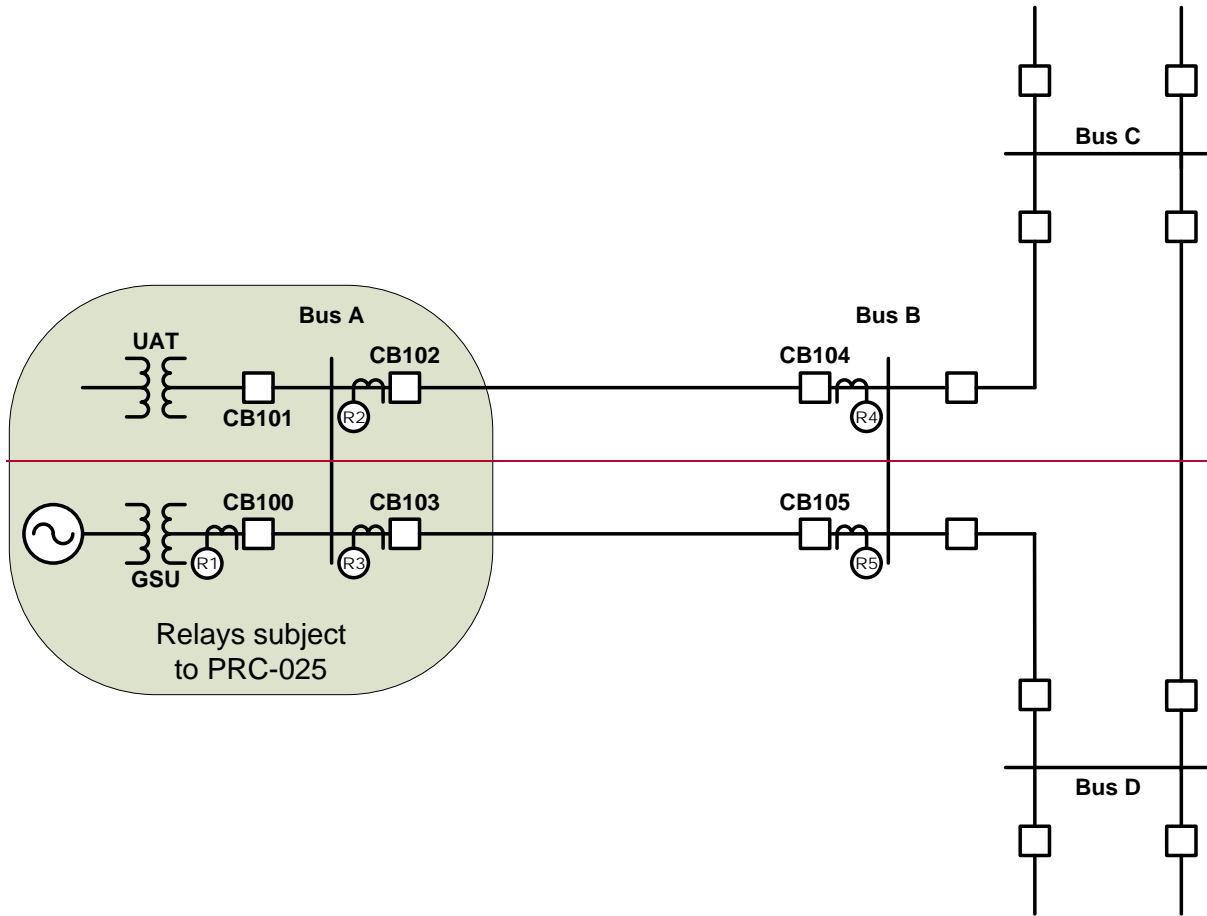 Bus C
Bus A
Bus B
UAT
CB102
CB104
CB101
R2
R4
CB100
CB103
CB105
R1
R3
R5
GSU
Relays subject
to PRC-025
Bus D